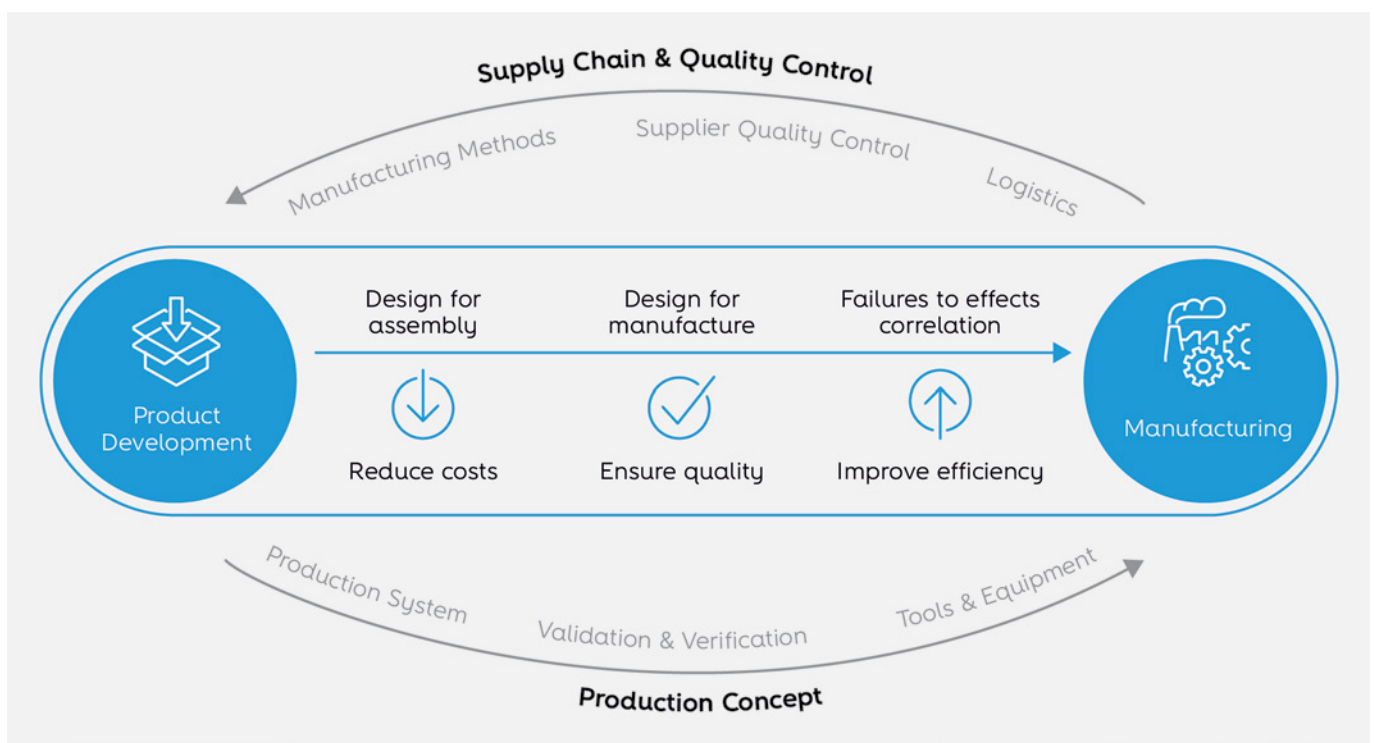 Supply Chain & Quality Control
Manufacturing Methods
Supplier Quality Control
Logistics
Product
Development
Design for
assembly
Design for
manufacture
Failures to effects
correlation
Reduce costs
Ensure quality
Improve efficiency
Manufacturing
Production System
Validation & Verification
Tools & Equipment
Production Concept